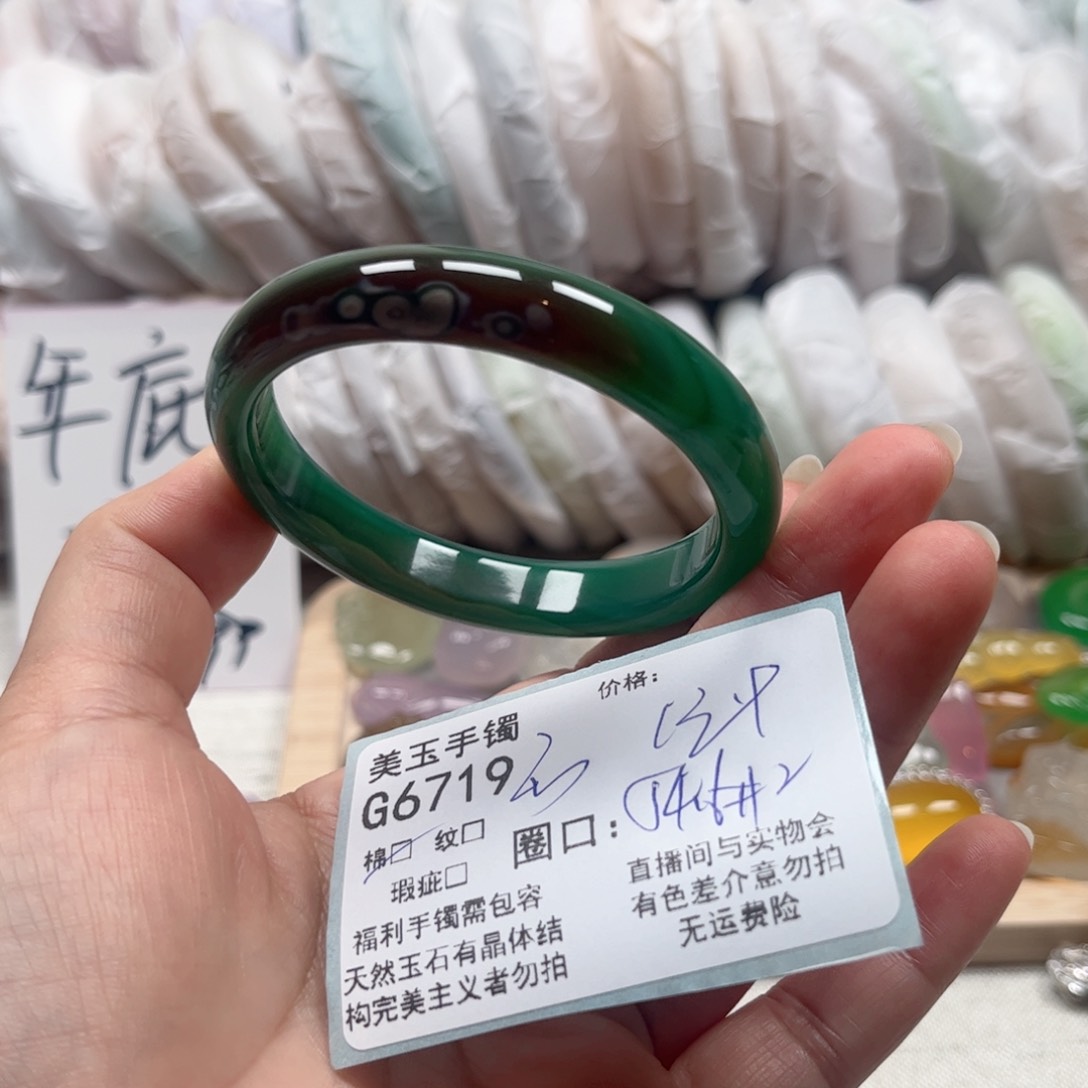 年底
价格：
美玉手镯
G6719
棉☑ 纹□
圈口：
瑕疵□
福利手镯需包容
天然玉石有晶体结
构完美主义者勿拍
直播间与实物会
有色差介意勿拍
无运费险